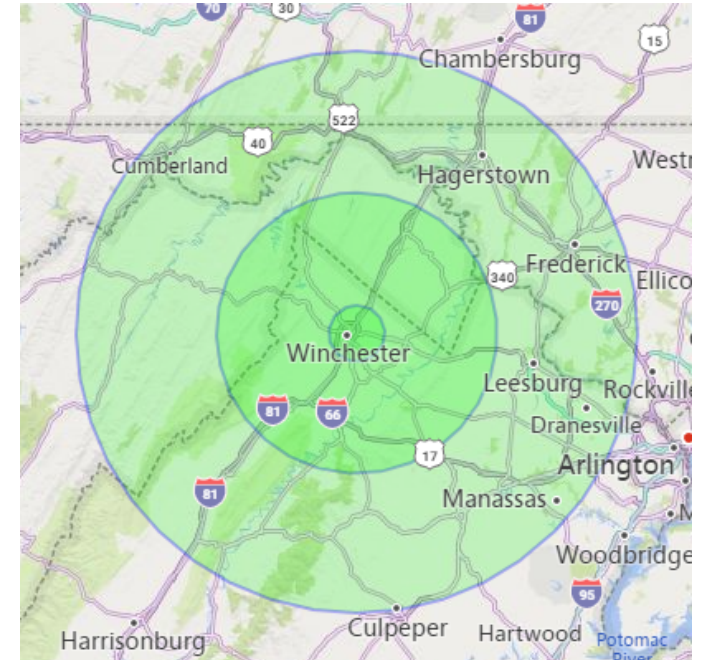 70
30
81
15
Chambersburg
522
40
Cumberland
Hagerstown
Westr
Frederick
340
Ellico
270
Winchester
Leesburg
Rockville
81
66
Dranesville
17
Arlington
81
Manassas
Woodbridge
95
Culpeper
Hartwood
Harrisonburg
Potomac
River